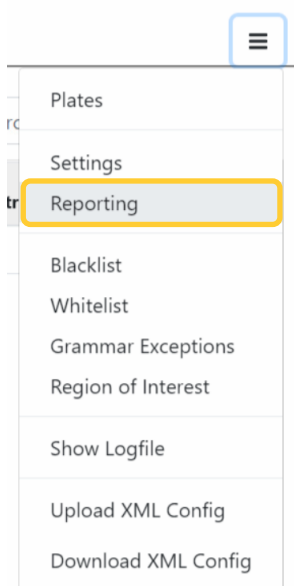 Plates
Settings
Reporting
Blacklist
Whitelist
Grammar Exceptions
Region of Interest
Show Logfile
Upload XML Config
Download XML Config